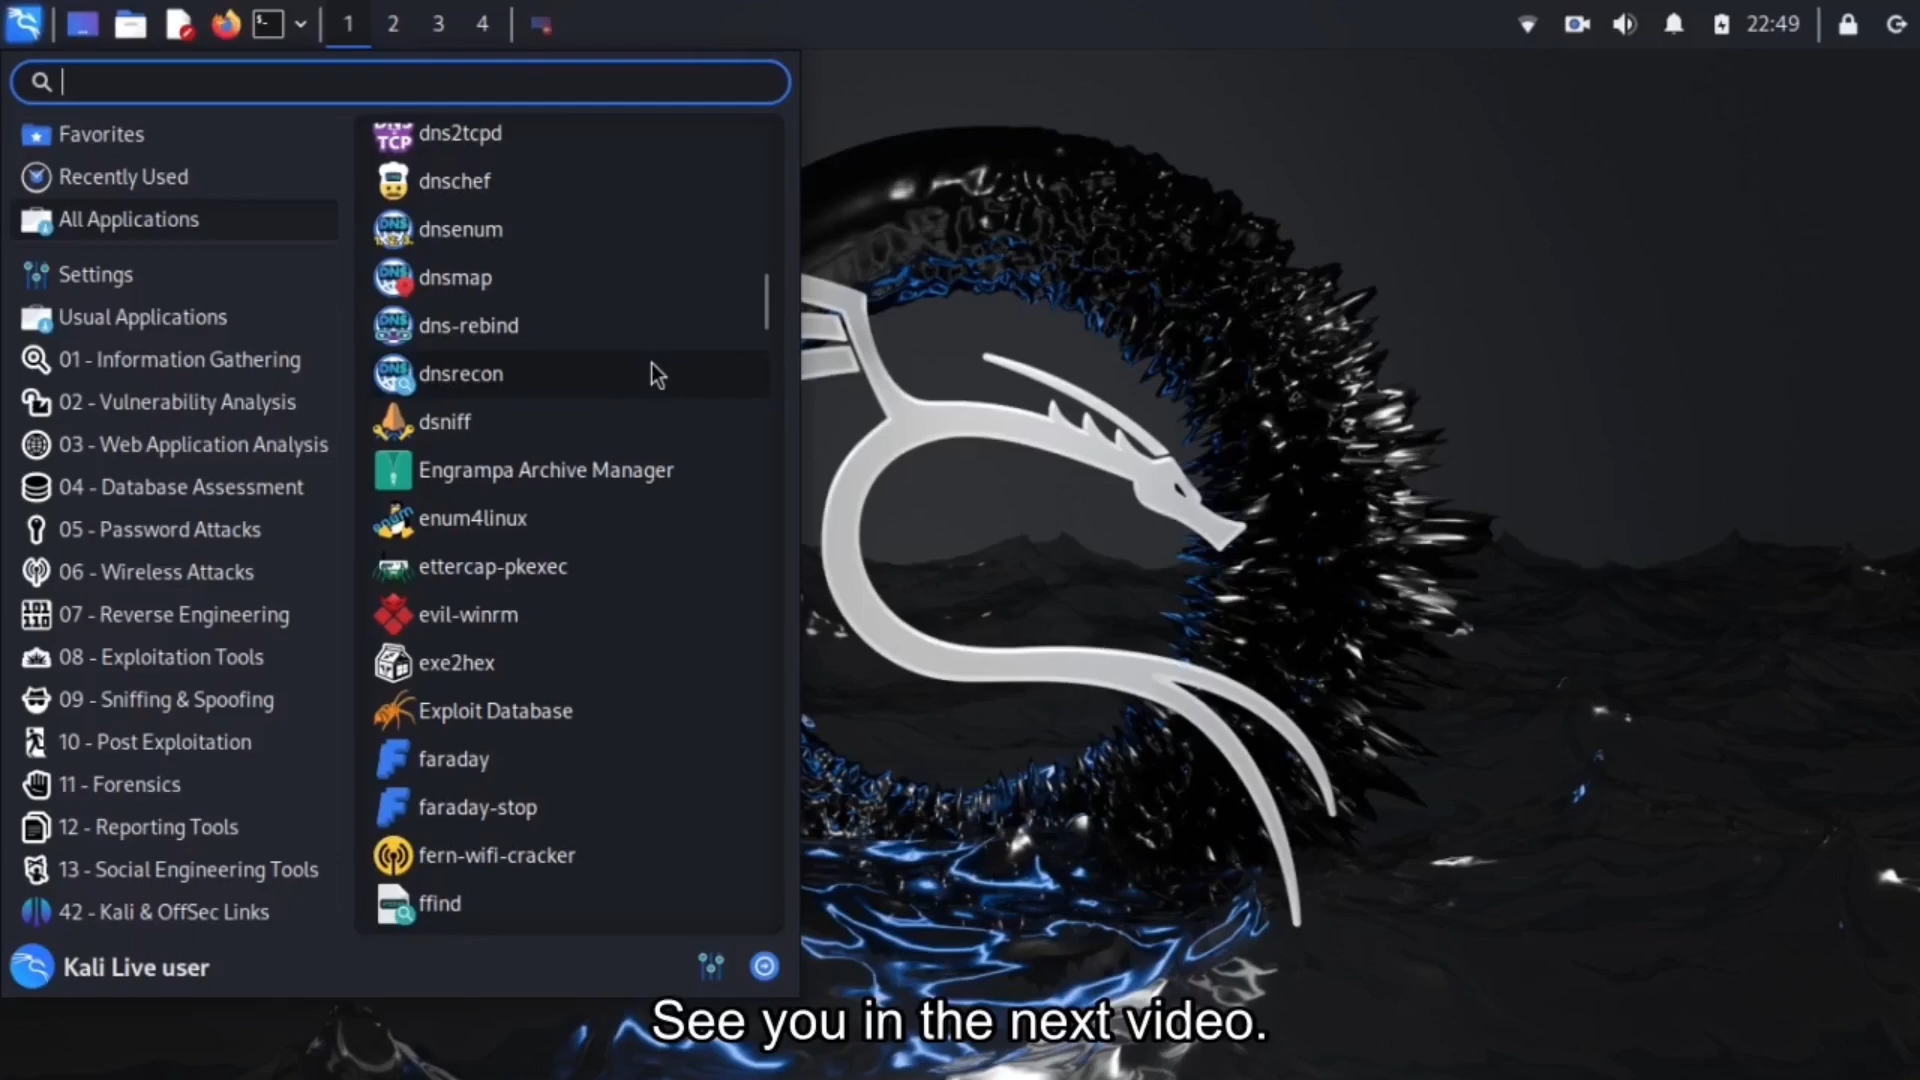 1 2 3 4
22:49
Favorites
Recently Used
All Applications
Settings
Usual Applications
01 - Information Gathering
02 - Vulnerability Analysis
03 - Web Application Analysis
04 - Database Assessment
05 - Password Attacks
06 - Wireless Attacks
07 - Reverse Engineering
08 - Exploitation Tools
09 - Sniffing & Spoofing
10 - Post Exploitation
11 - Forensics
12 - Reporting Tools
13 - Social Engineering Tools
42 - Kali & OffSec Links
dns2tcpd
dnschef
dnsenum
dnsmap
dns-rebind
dnsrecon
dsniff
Engrampa Archive Manager
enum4linux
ettercap-pkexec
evil-winrm
exe2hex
Exploit Database
faraday
faraday-stop
fern-wifi-cracker
ffind
Kali Live user
See you in the next video.